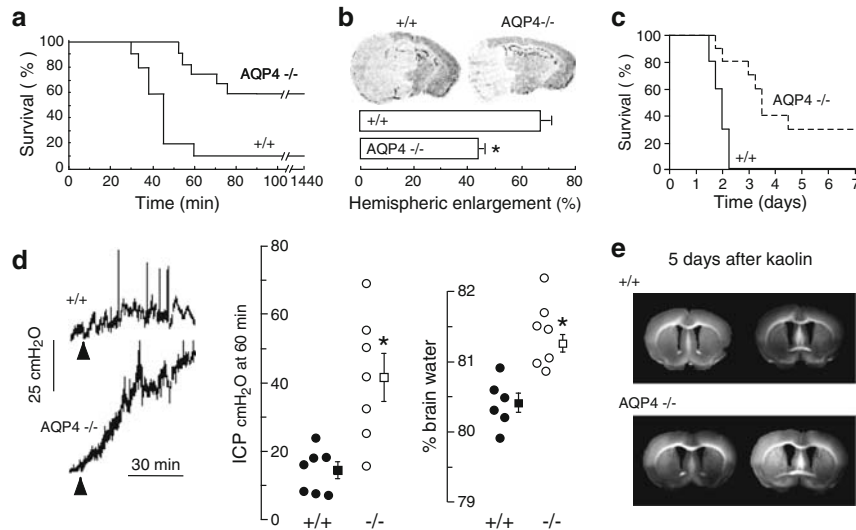 a
Survival ( % )
100
80
60
40
20
0
AQP4 -/-
+/+
0 20 40 60 80 100 1440
Time (min)
b
+/+ AQP4-/-
+/+
AQP4 -/- *
0 20 40 60 80
Hemispheric enlargement (%)
c
Survival ( % )
100
80
60
40
20
0
AQP4 -/-
+/+
0 1 2 3 4 5 6 7
Time (days)
d
+/+
25 cmH2O
AQP4 -/-
30 min
ICP cmH2O at 60 min
80
60
40
20
0
*
+/+ -/-
% brain water
82
81
80
79
*
+/+ -/-
e
5 days after kaolin
+/+
AQP4 -/-